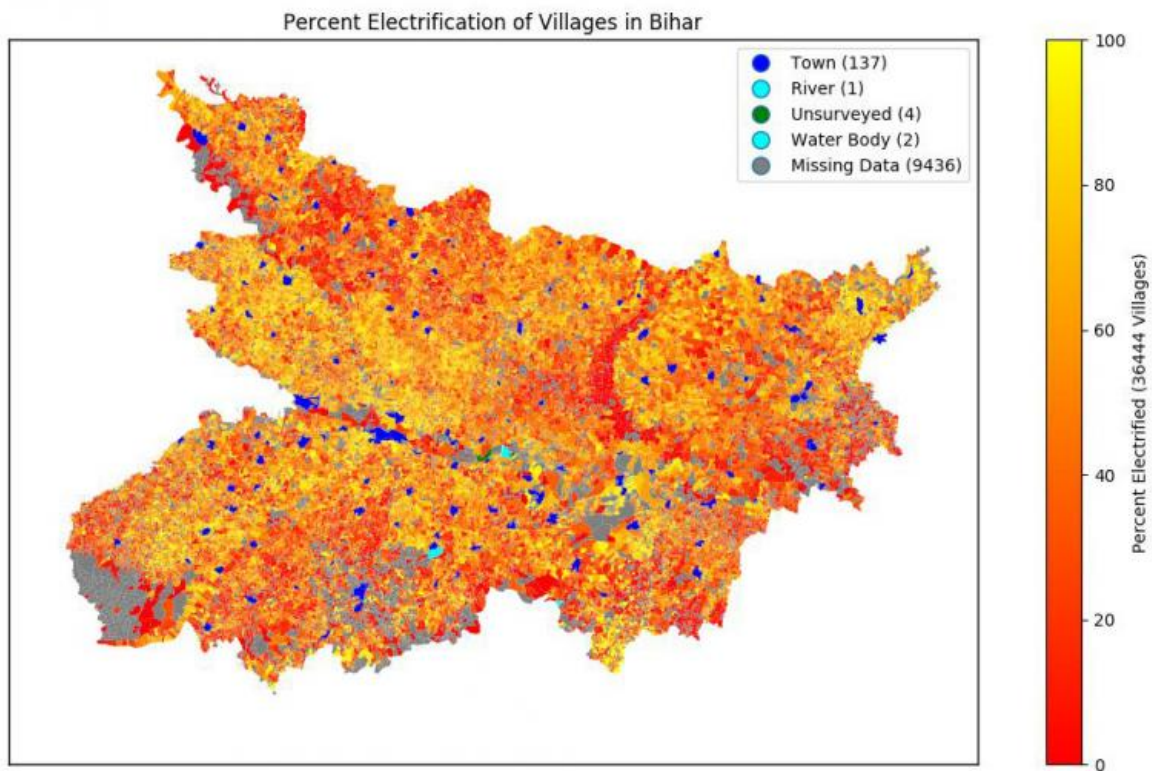 Percent Electrification of Villages in Bihar
Town (137)
River (1)
Unsurveyed (4)
Water Body (2)
Missing Data (9436)
100
80
60
40
20
0
Percent Electrified (36444 Villages)